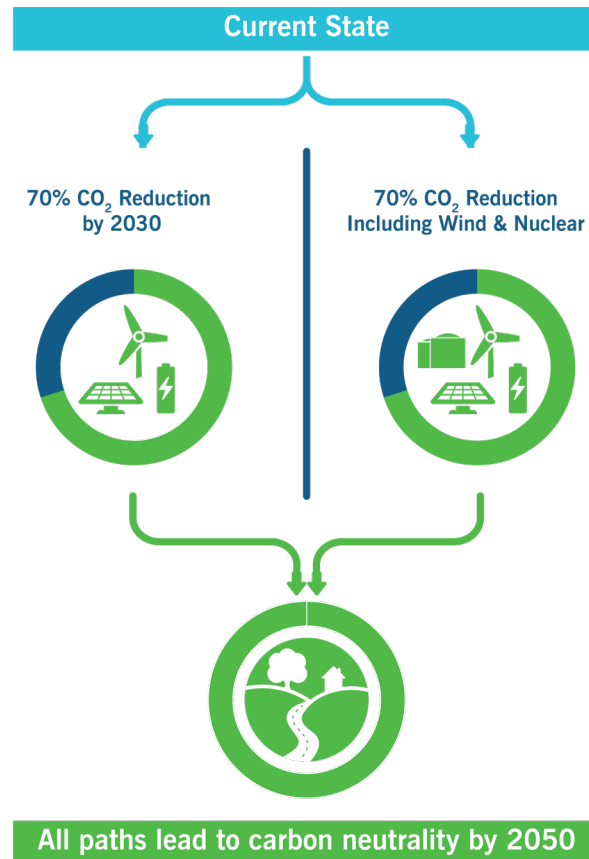 Current State
70% CO₂ Reduction
by 2030
70% CO₂ Reduction
Including Wind & Nuclear
All paths lead to carbon neutrality by 2050